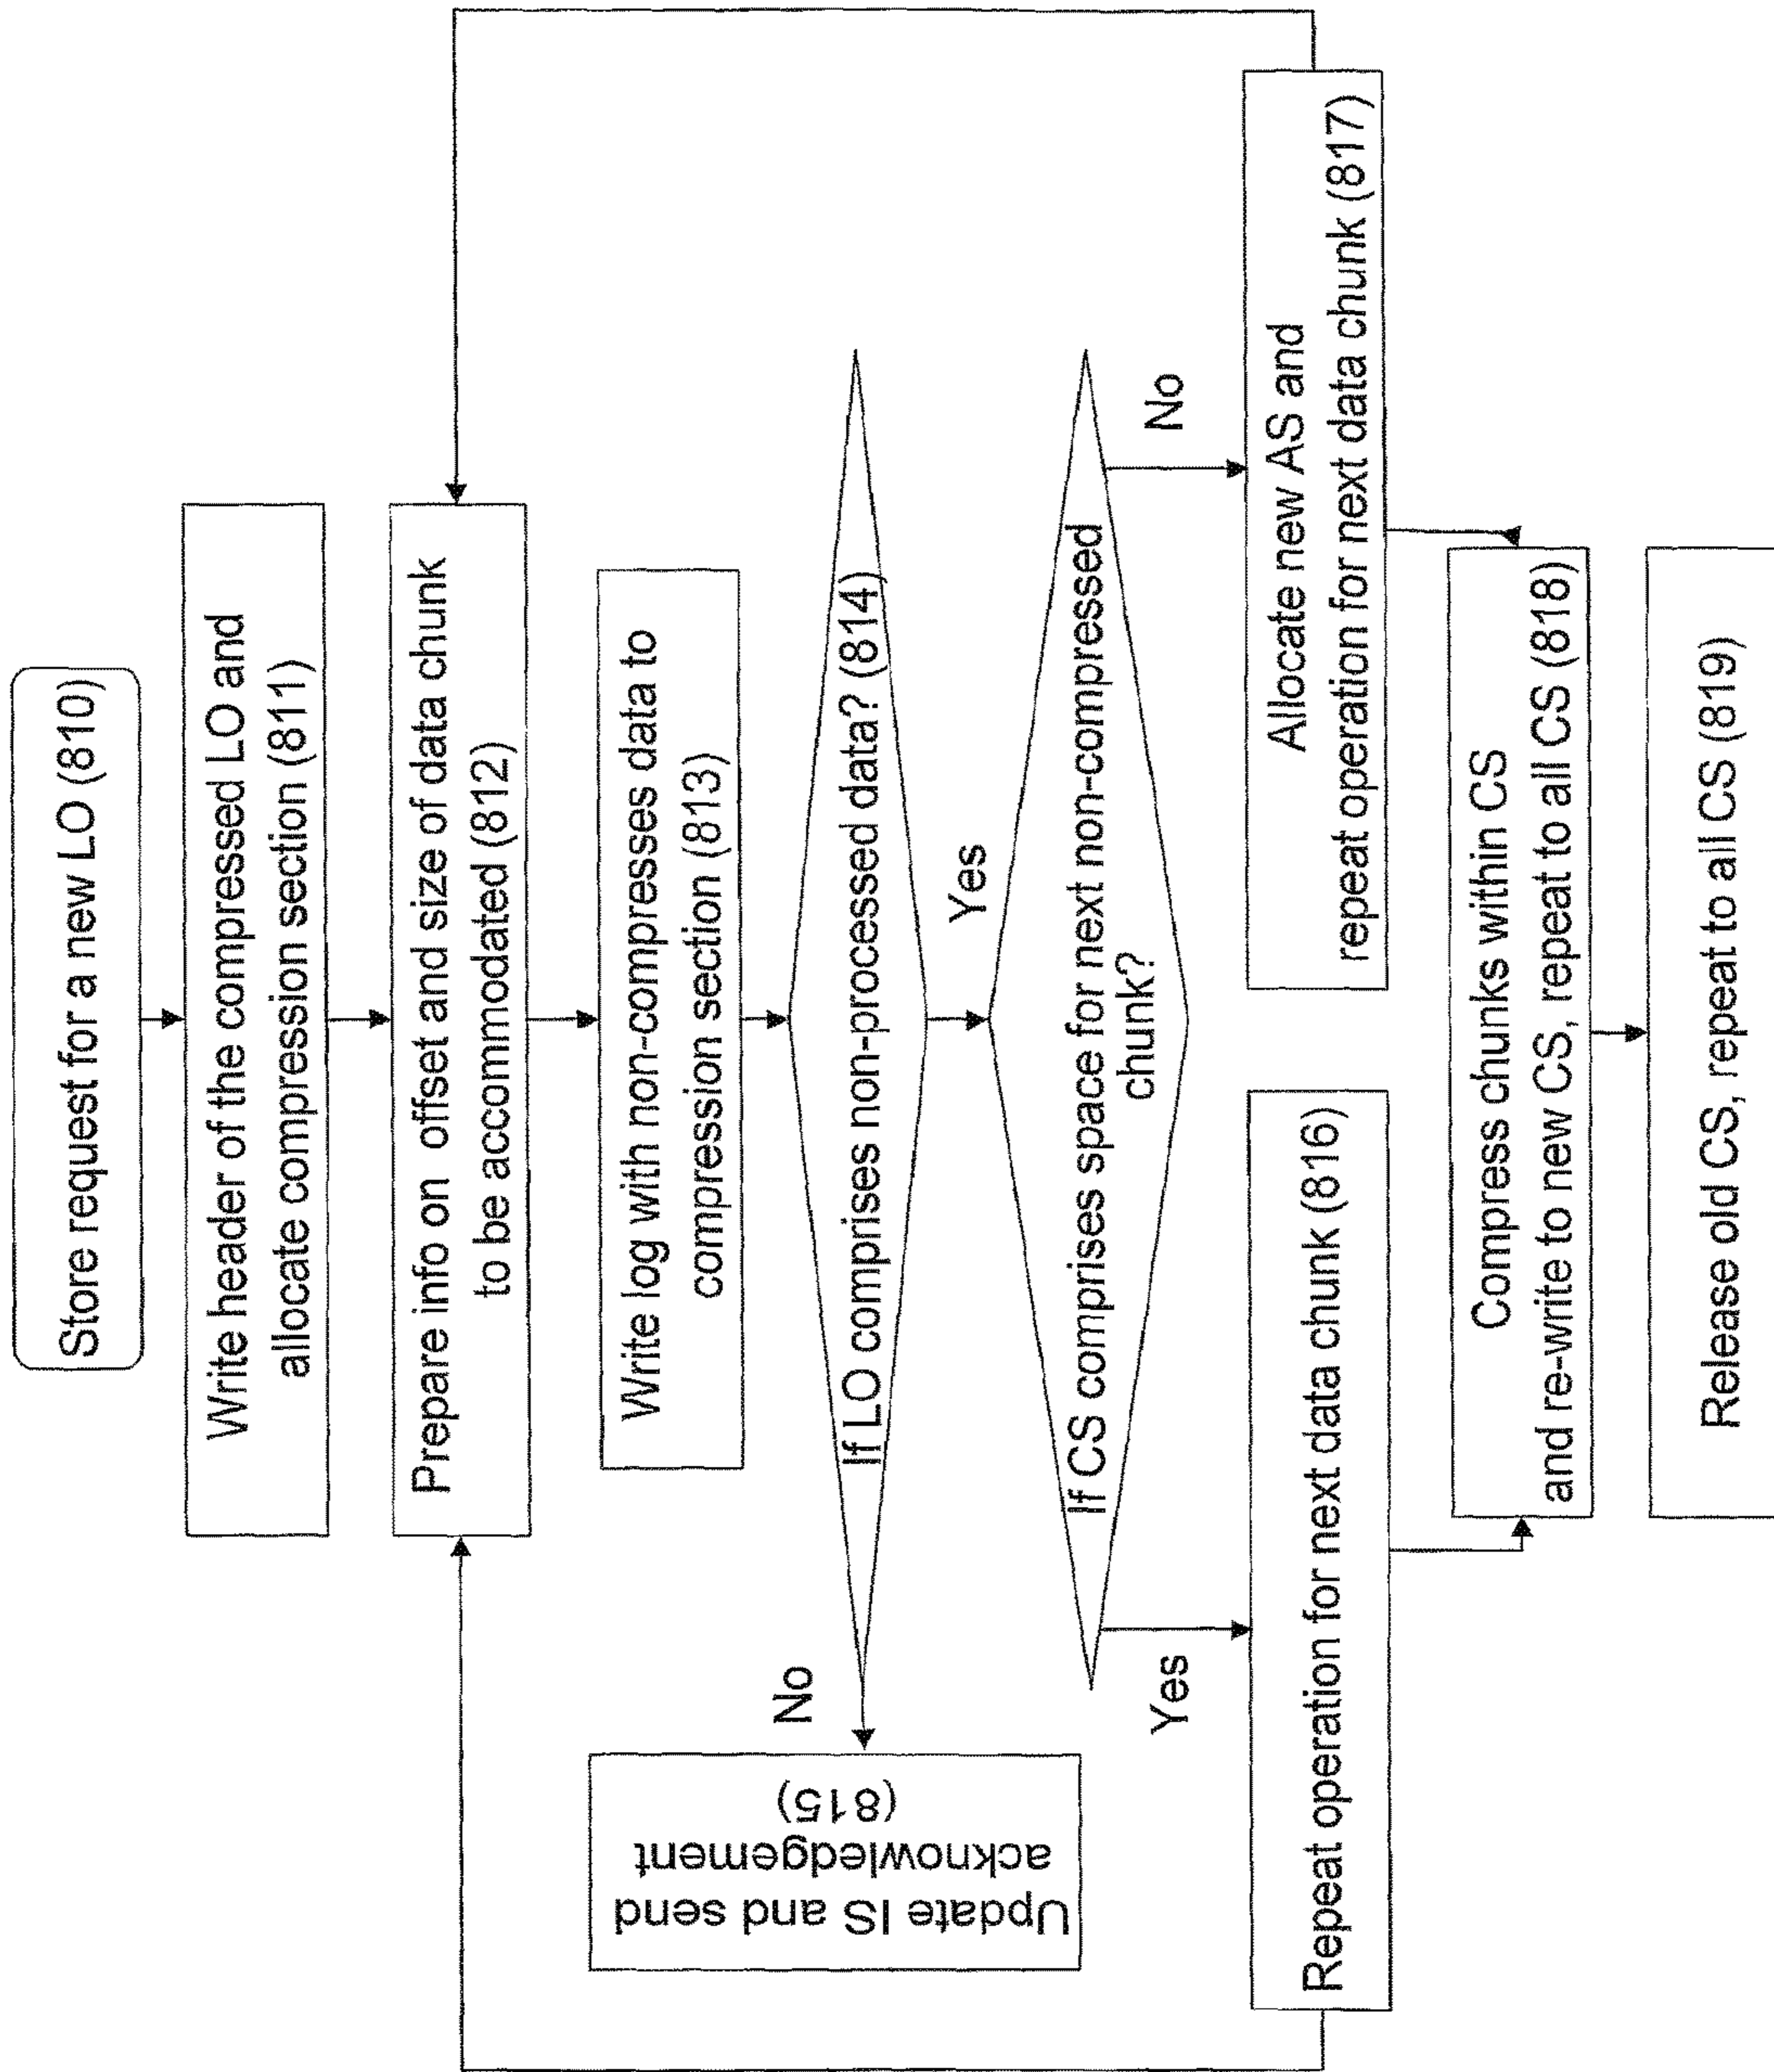 Store request for a new LO (810)
Write header of the compressed LO and
allocate compression section (811)
Prepare info on offset and size of data chunk
to be accommodated (812)
Write log with non-compresses data to
compression section (813)
If LO comprises non-processed data? (814)
No
Update IS and send
acknowledgement
(815)
Yes
If CS comprises space for next non-compressed
chunk?
Yes
No
Repeat operation for next data chunk (816)
Allocate new AS and
repeat operation for next data chunk (817)
Compress chunks within CS
and re-write to new CS, repeat to all CS (818)
Release old CS, repeat to all CS (819)